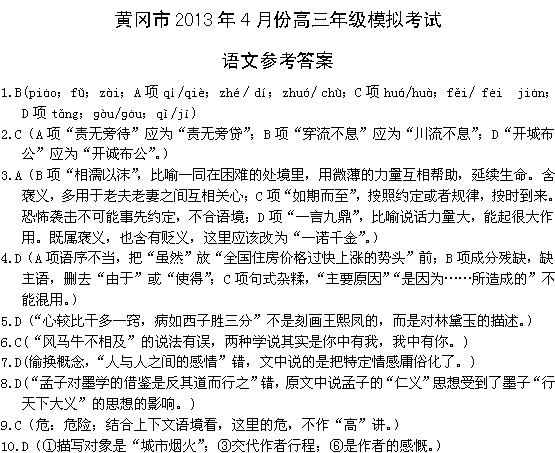 黄冈市2013年4月份高三年级模拟考试
语文参考答案
1.B(piáo；fǔ；zài；A项qí/qiè；zhé/dí；zhuó/chù；C项huá/huà；fěi/fēi jiān；
D项tǎng；gòu/góu；qì/jī)
2.C（A项“责无旁待”应为“责无旁贷”；B项“穿流不息”应为“川流不息”；D“开城布
公”应为“开诚布公”。）
3.A（B项“相濡以沫”，比喻一同在困难的处境里，用微薄的力量互相帮助，延续生命。含
褒义，多用于老夫老妻之间互相关心；C项“如期而至”，按照约定或者规律，按时到来。
恐怖袭击不可能事先约定，不合语境；D项“一言九鼎”，比喻说话力量大，能起很大作
用。既属褒义，也含有贬义，这里应该改为“一诺千金”。）
4.D（A项语序不当，把“虽然”放“全国住房价格过快上涨的势头”前；B项成分残缺，缺
主语，删去“由于”或“使得”；C项句式杂糅，“主要原因”“是因为……所造成的”不
能混用。）
5.D（“心较比干多一窍，病如西子胜三分”不是刻画王熙凤的，而是对林黛玉的描述。）
6.C(“风马牛不相及”的说法有误，两种学说其实是你中有我，我中有你。）
7.D(偷换概念，“人与人之间的感情”错，文中说的是把特定情感庸俗化了。）
8.D(“孟子对墨学的借鉴是反其道而行之”错，原文中说孟子的“仁义”思想受到了墨子“行
天下大义”的思想的影响。)
9.C（危：危险；结合上下文语境看，这里的危，不作“高”讲。）
10.D（①描写对象是“城市烟火”；③交代作者行程；⑥是作者的感慨。）